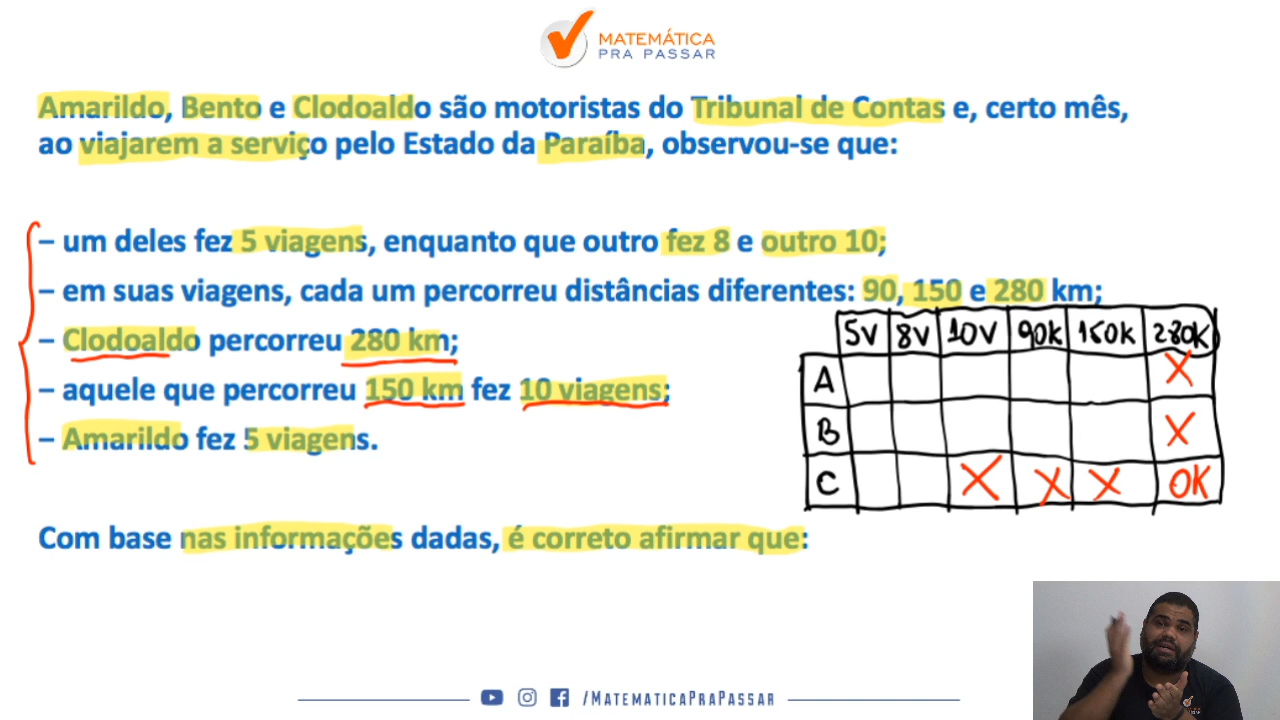 MATEMÁTICA
PRA PASSAR
Amarildo, Bento e Clodoaldo são motoristas do Tribunal de Contas e, certo mês,
ao viajarem a serviço pelo Estado da Paraíba, observou-se que:
– um deles fez 5 viagens, enquanto que outro fez 8 e outro 10;
– em suas viagens, cada um percorreu distâncias diferentes: 90, 150 e 280 km;
– Clodoaldo percorreu 280 km;
– aquele que percorreu 150 km fez 10 viagens;
– Amarildo fez 5 viagens.
5V 8V 10V 90K 150K 280K
A X
B X
C X X X OK
Com base nas informações dadas, é correto afirmar que:
/MATEMATICAPRAPASSAR